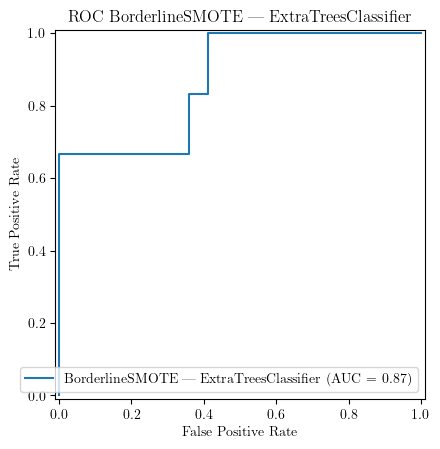 ROC BorderlineSMOTE — ExtraTreesClassifier
1.0
0.8
0.6
0.4
0.2
0.0
True Positive Rate
BorderlineSMOTE — ExtraTreesClassifier (AUC = 0.87)
0.0 0.2 0.4 0.6 0.8 1.0
False Positive Rate